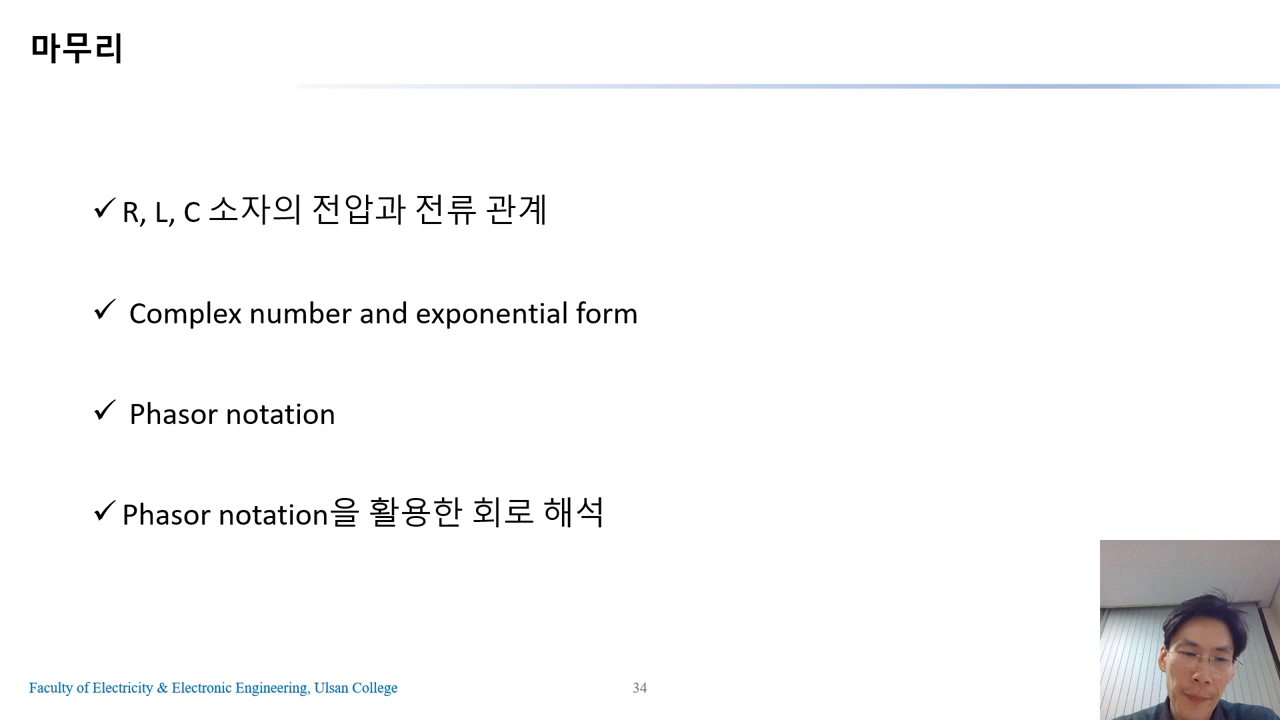 마무리
✓ R, L, C 소자의 전압과 전류 관계
✓ Complex number and exponential form
✓ Phasor notation
✓ Phasor notation을 활용한 회로 해석
Faculty of Electricity & Electronic Engineering, Ulsan College
34